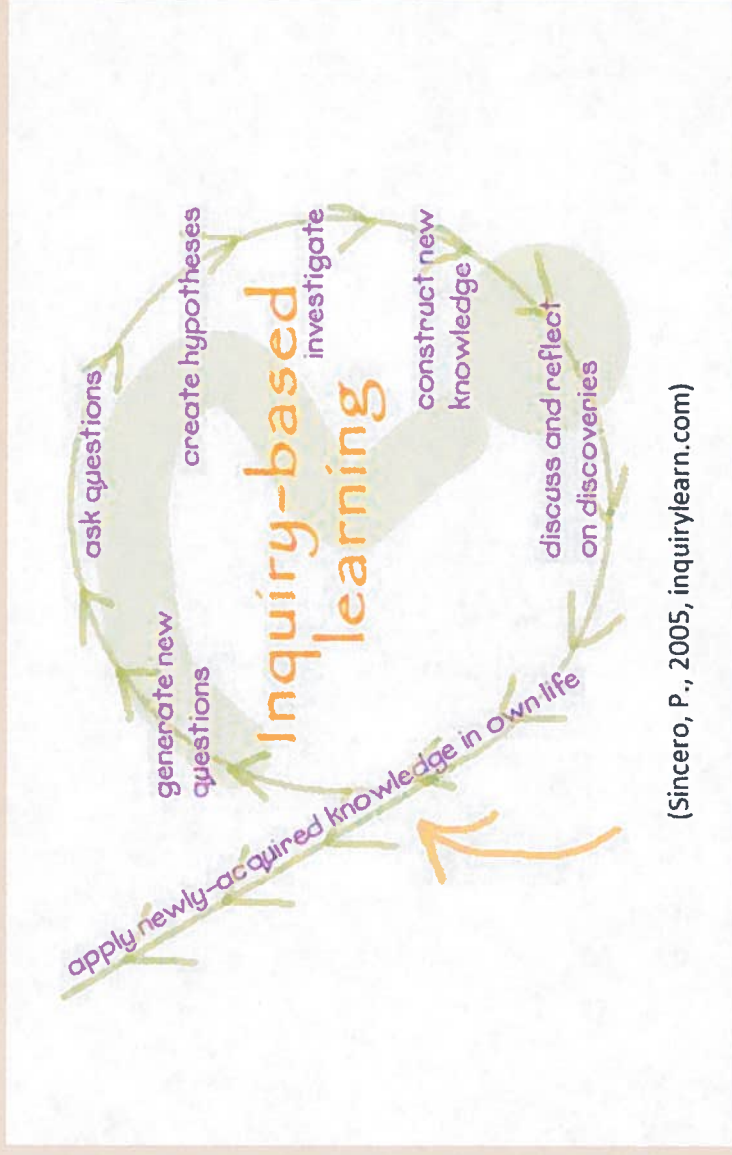 Inquiry-based
learning
ask questions
create hypotheses
investigate
construct new
knowledge
discuss and reflect
on discoveries
apply newly-acquired knowledge in own life
generate new
questions
(Sincero, P., 2005, inquirylearn.com)